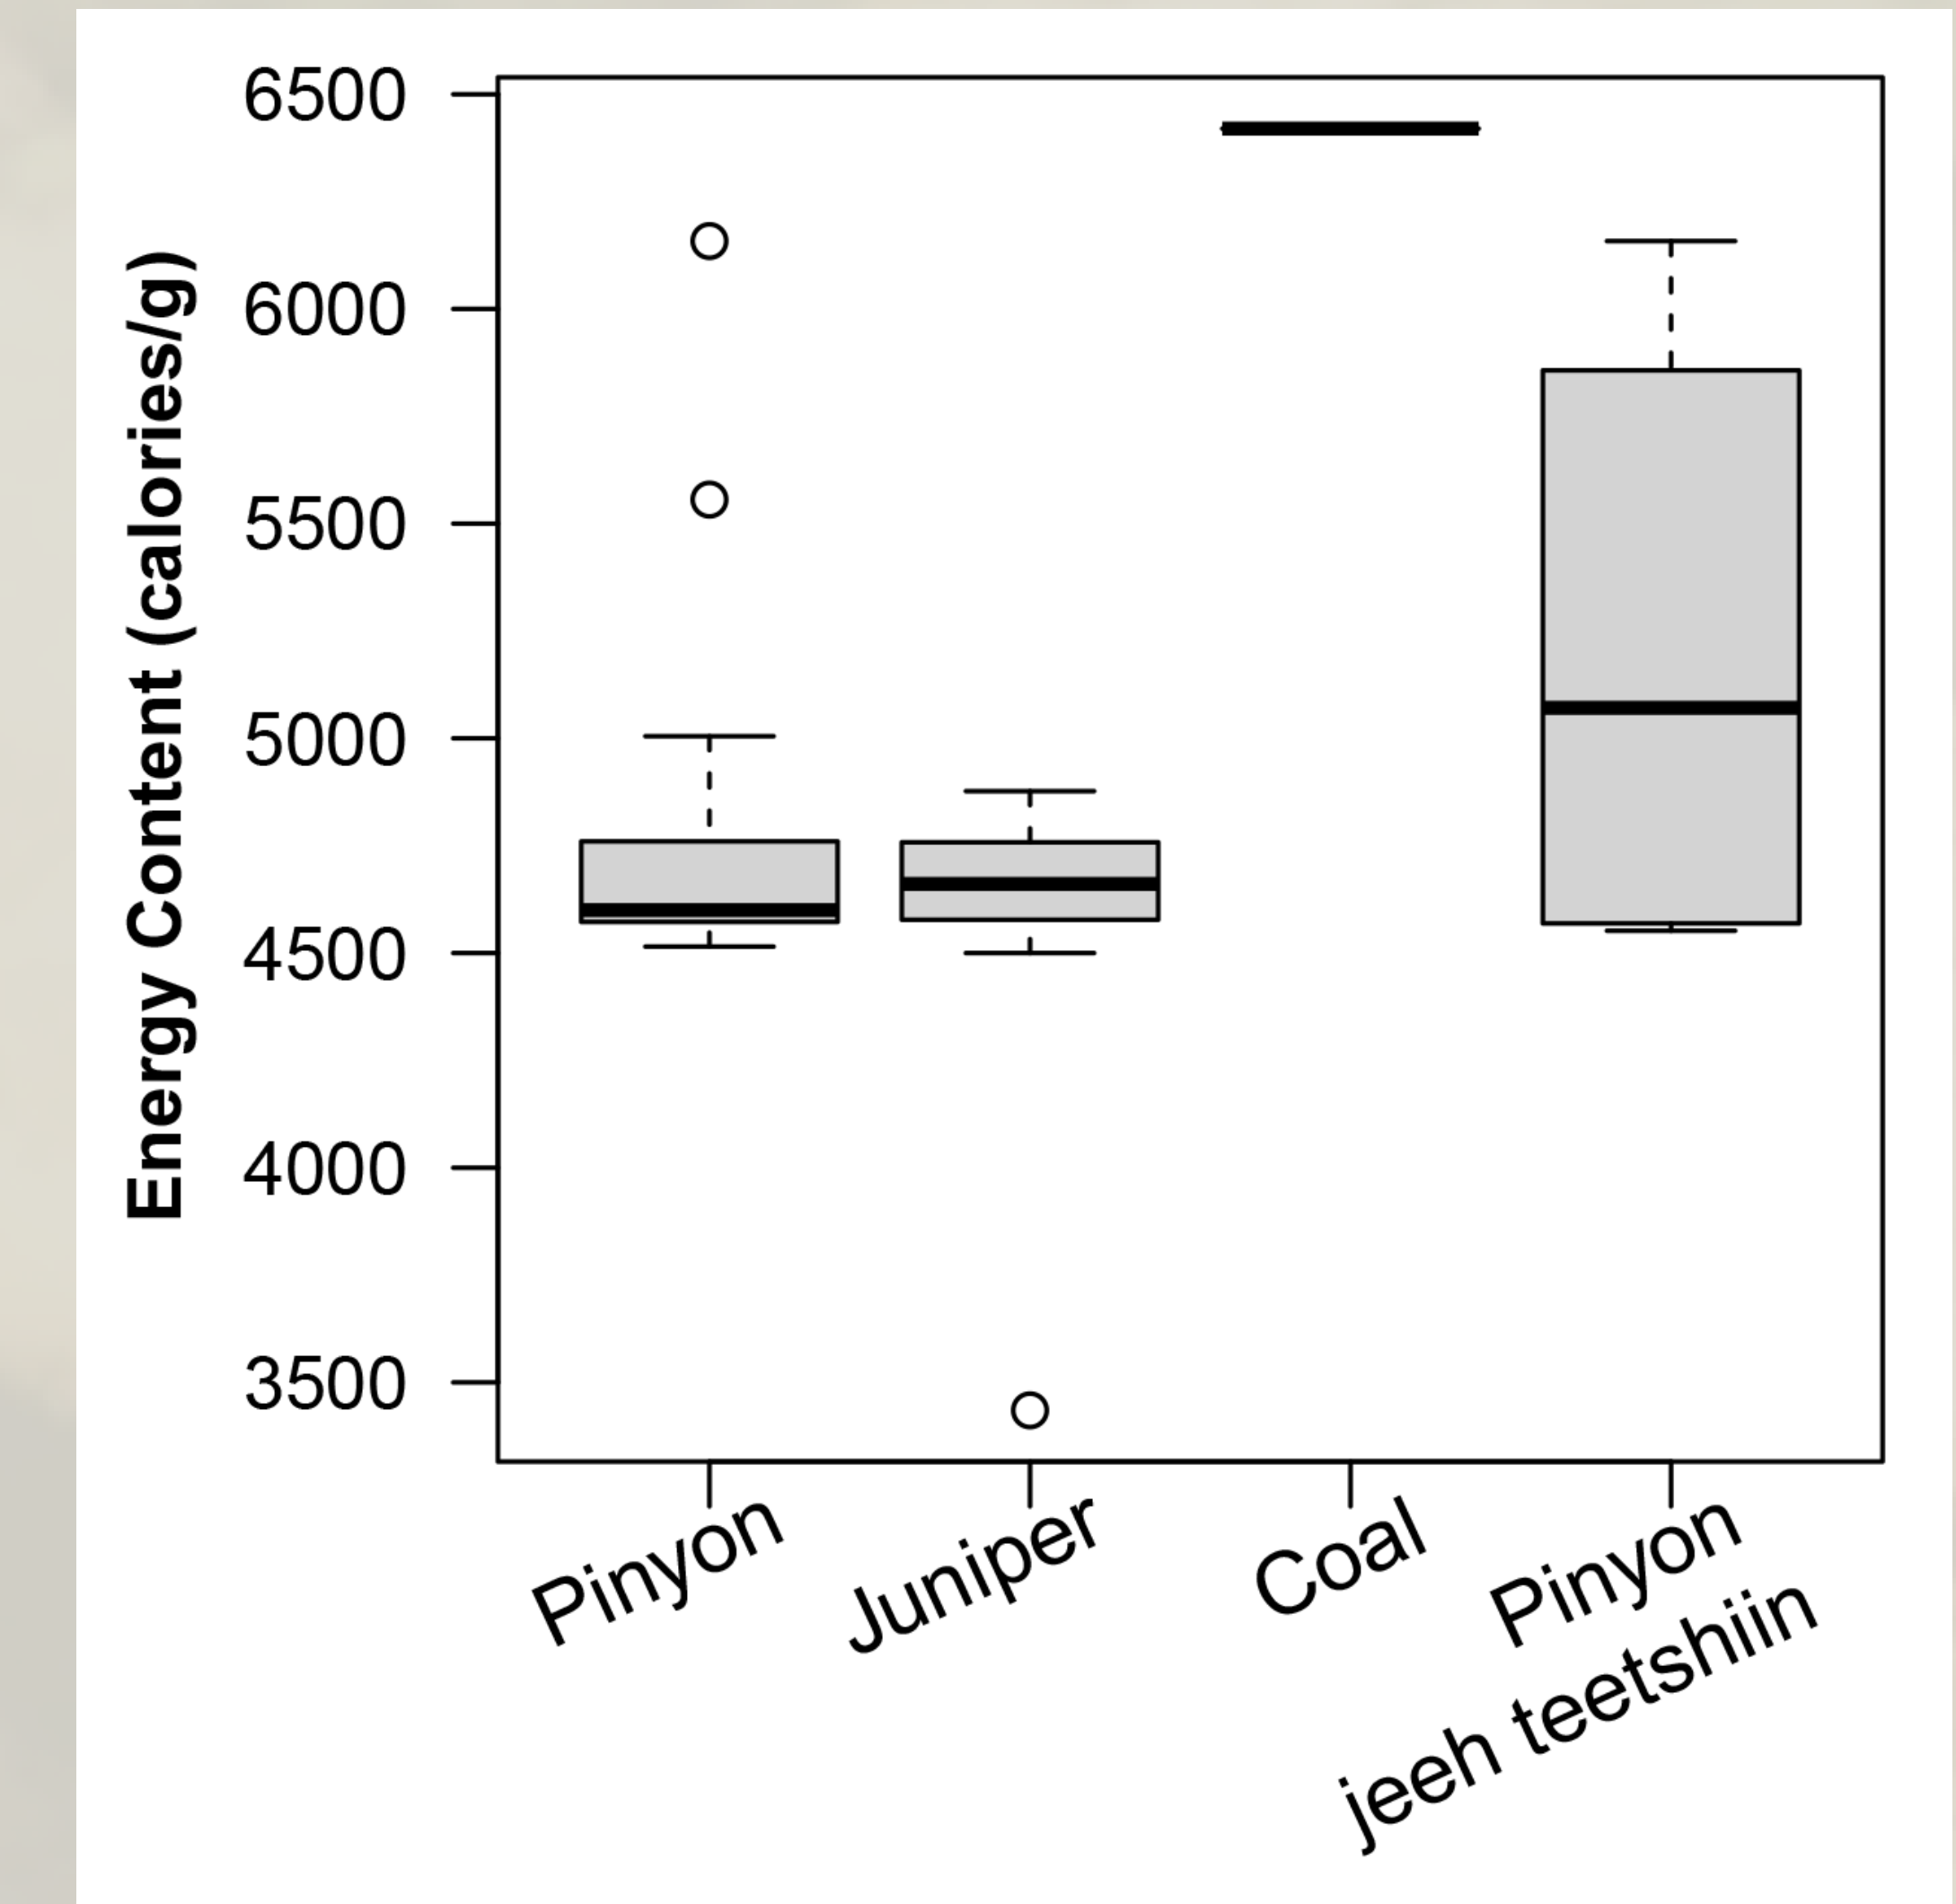 Energy Content (calories/g)
6500
6000
5500
5000
4500
4000
3500
Pinyon
Juniper
Coal
Pinyon
jeeh teetshiin